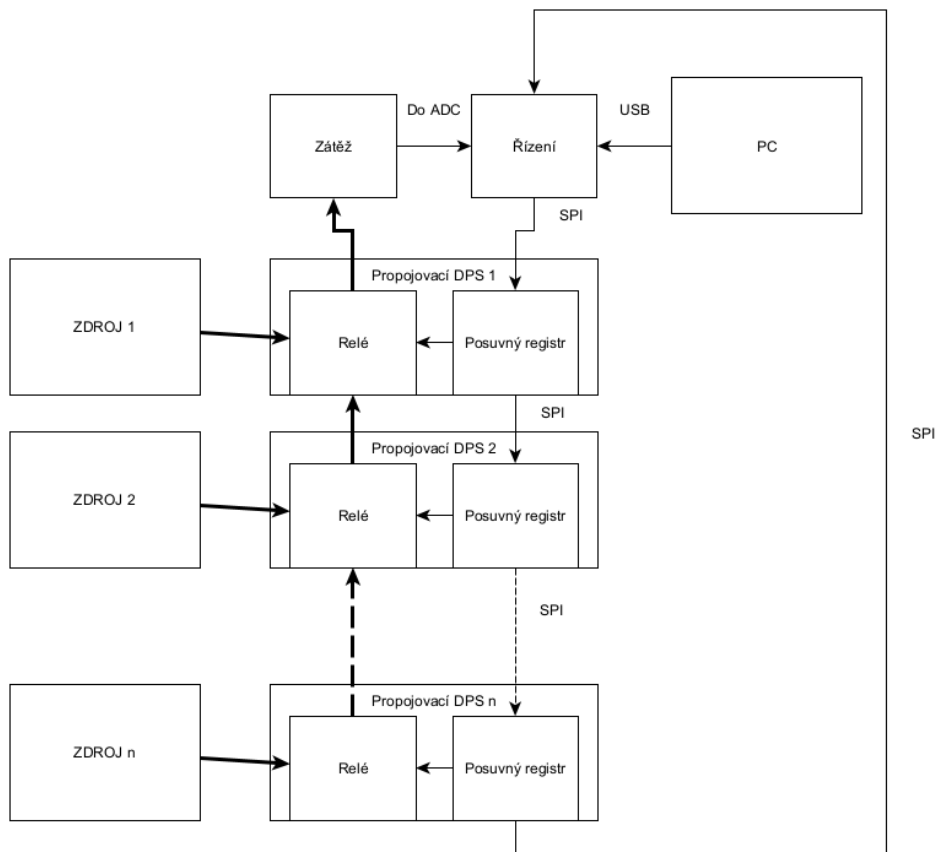 Do ADC
USB
Zátěž
Řízení
PC
SPI
Propojovací DPS 1
ZDROJ 1
Relé
Posuvný registr
SPI
SPI
Propojovací DPS 2
ZDROJ 2
Relé
Posuvný registr
SPI
Propojovací DPS n
ZDROJ n
Relé
Posuvný registr